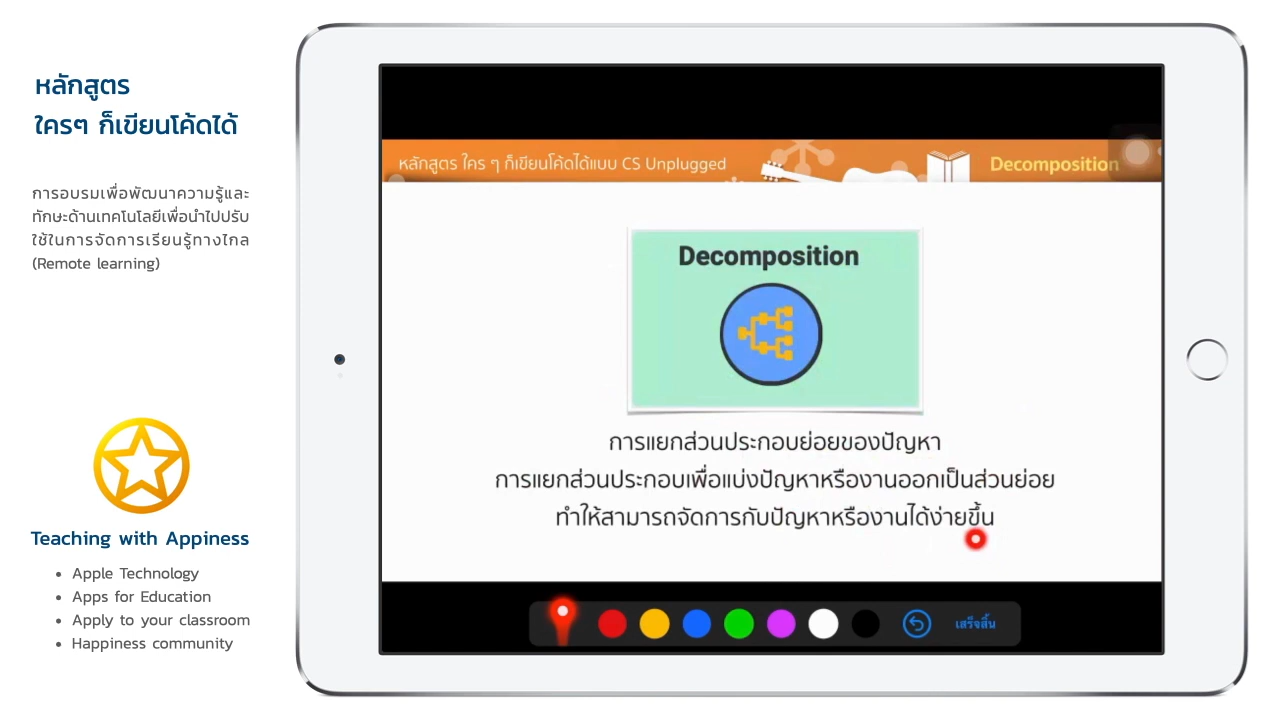 หลักสูตร
ใครๆ ก็เขียนโค้ดได้
การอบรมเพื่อพัฒนาความรู้และ
ทักษะด้านเทคโนโลยีเพื่อนำไปปรับ
ใช้ในการจัดการเรียนรู้ทางไกล
(Remote learning)
Teaching with Appiness
• Apple Technology
• Apps for Education
• Apply to your classroom
• Happiness community
หลักสูตร ใคร ๆ ก็เขียนโค้ดได้แบบ CS Unplugged
Decomposition
Decomposition
การแยกส่วนประกอบย่อยของปัญหา
การแยกส่วนประกอบเพื่อแบ่งปัญหาหรืองานออกเป็นส่วนย่อย
ทำให้สามารถจัดการกับปัญหาหรืองานได้ง่ายขึ้น
เสร็จสิ้น